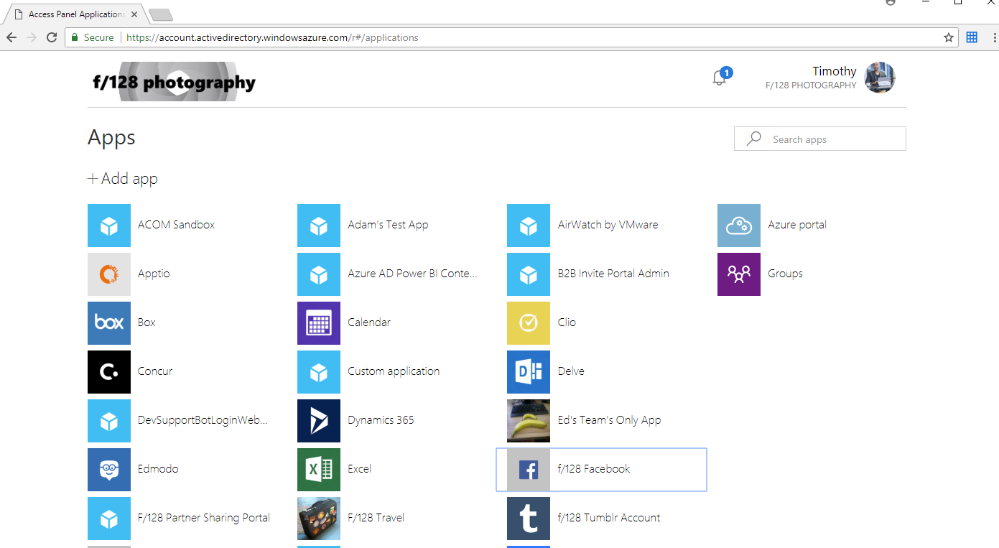 Access Panel Applications
Secure https://account.activedirectory.windowsazure.com/r#/applications
f/128 photography
1
Timothy
F/128 PHOTOGRAPHY
Apps
Search apps
+ Add app
ACOM Sandbox
Adam's Test App
AirWatch by VMware
Azure portal
Apptio
Azure AD Power BI Conte...
B2B Invite Portal Admin
Groups
box
Box
Calendar
Clio
C.
Concur
Custom application
D
Delve
DevSupportBotLoginWeb...
Dynamics 365
Ed's Team's Only App
Edmodo
X
Excel
f
f/128 Facebook
F/128 Partner Sharing Portal
F/128 Travel
t
f/128 Tumblr Account